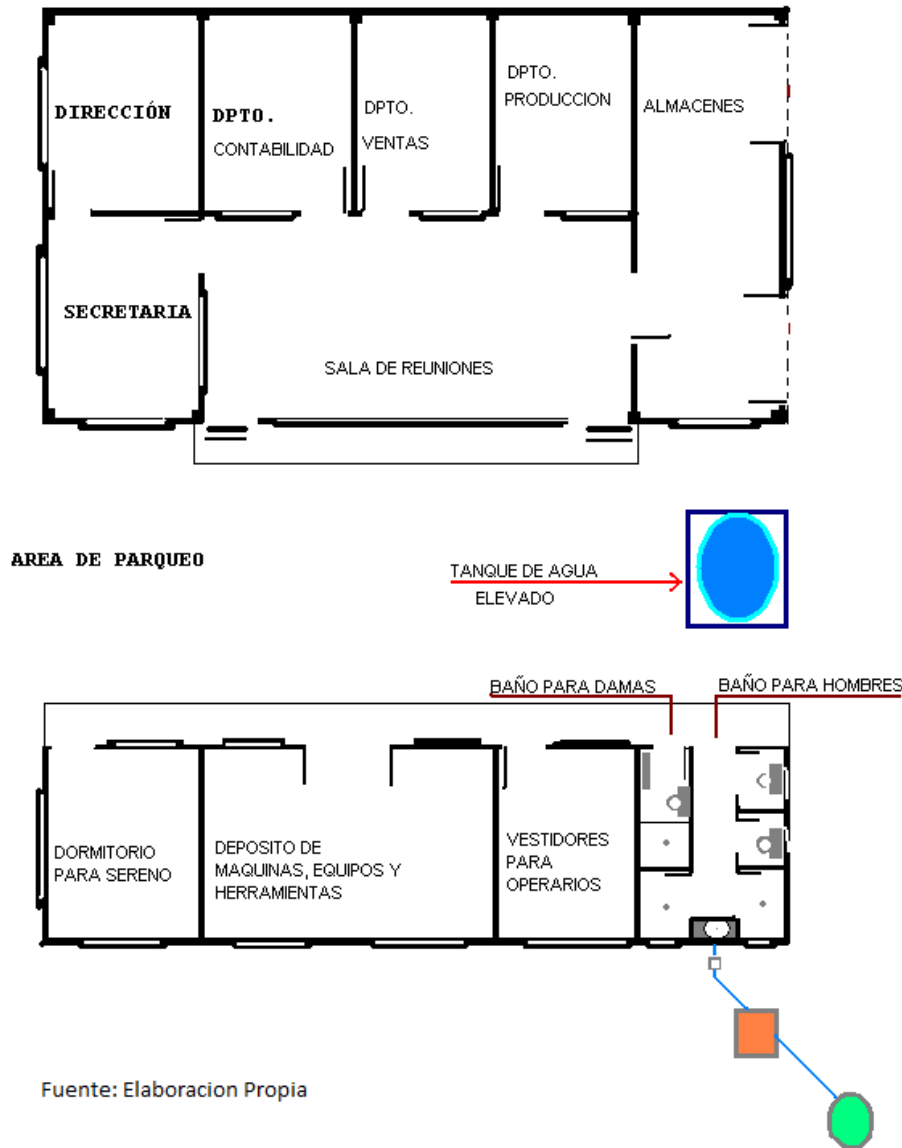 DIRECCIÓN
DPTO.
CONTABILIDAD
DPTO.
VENTAS
DPTO.
PRODUCCION
ALMACENES
SECRETARIA
SALA DE REUNIONES
AREA DE PARQUEO
TANQUE DE AGUA
ELEVADO
BAÑO PARA DAMAS
BAÑO PARA HOMBRES
DORMITORIO
PARA SERENO
DEPOSITO DE
MAQUINAS, EQUIPOS Y
HERRAMIENTAS
VESTIDORES
PARA
OPERARIOS
Fuente: Elaboracion Propia